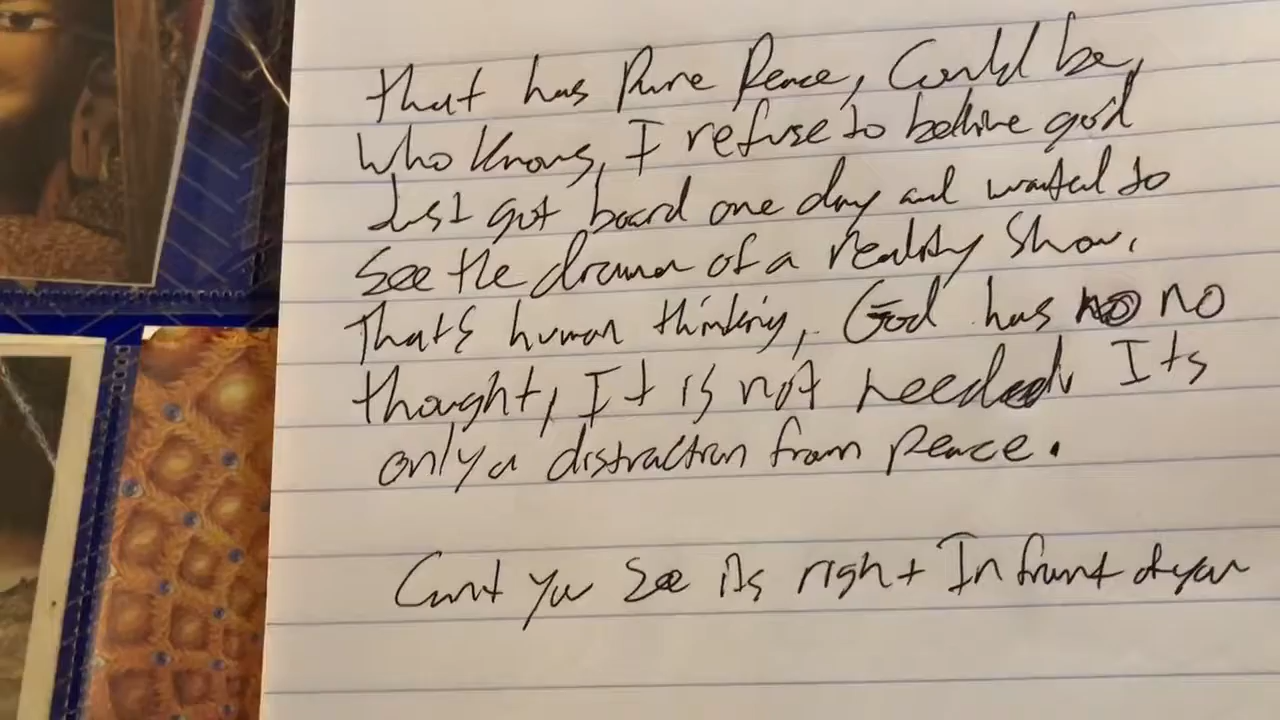 that has Pure Peace, Could be,
Who knows, I refuse to belive god
Just got board one day and wanted to
See the drama of a reality Show,
That's human thinking, God has no no
thought, It is not needed. Its
only a distraction from peace.
Cant you See its right In front of you